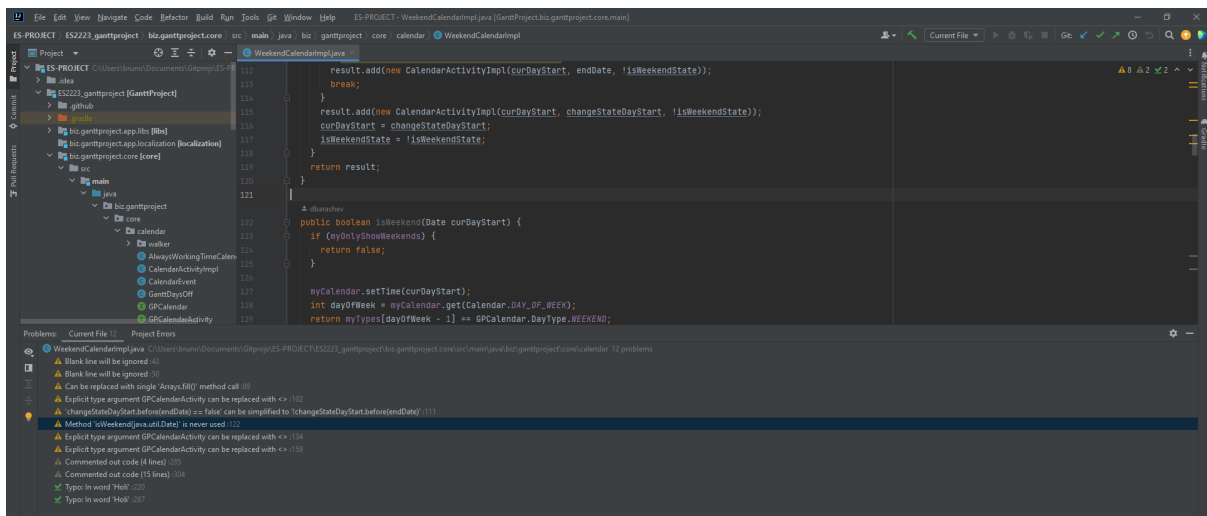 File Edit View Navigate Code Refactor Build Run Tools Git Window Help ES-PROJECT - WeekendCalendarImpl.java [GanttProject.biz.ganttproject.core.main]
ES-PROJECT ES2223_ganttproject biz.ganttproject.core src main java biz ganttproject core calendar WeekendCalendarImpl Current File Git:
Project WeekendCalendarImpl.java
ES-PROJECT C:\Users\bruno\Documents\Gitprojs\ES-PR
.idea
ES2223_ganttproject [GanttProject]
.github
.gradle
biz.ganttproject.app.libs [libs]
biz.ganttproject.app.localization [localization]
biz.ganttproject.core [core]
src
main
java
biz.ganttproject
core
calendar
walker
AlwaysWorkingTimeCalen
CalendarActivityImpl
CalendarEvent
GanttDaysOff
GPCalendar
GPCalendarActivity
Project
Commit
Pull Requests
112 result.add(new CalendarActivityImpl(curDayStart, endDate, !isWeekendState));
113 break;
114 }
115 result.add(new CalendarActivityImpl(curDayStart, changeStateDayStart, !isWeekendState));
116 curDayStart = changeStateDayStart;
117 isWeekendState = !isWeekendState;
118 }
119 return result;
120 }
121
dbarashev
122 public boolean isWeekend(Date curDayStart) {
123 if (myOnlyShowWeekends) {
124 return false;
125 }
126
127 myCalendar.setTime(curDayStart);
128 int dayOfWeek = myCalendar.get(Calendar.DAY_OF_WEEK);
129 return myTypes[dayOfWeek - 1] == GPCalendar.DayType.WEEKEND;
8 2 2
Notifications
Gradle
Problems: Current File 12 Project Errors
WeekendCalendarImpl.java C:\Users\bruno\Documents\Gitprojs\ES-PROJECT\ES2223_ganttproject\biz.ganttproject.core\src\main\java\biz\ganttproject\core\calendar 12 problems
Blank line will be ignored :43
Blank line will be ignored :50
Can be replaced with single 'Arrays.fill()' method call :89
Explicit type argument GPCalendarActivity can be replaced with <> :102
'changeStateDayStart.before(endDate) == false' can be simplified to '!changeStateDayStart.before(endDate)' :111
Method 'isWeekend(java.util.Date)' is never used :122
Explicit type argument GPCalendarActivity can be replaced with <> :134
Explicit type argument GPCalendarActivity can be replaced with <> :159
Commented out code (4 lines) :285
Commented out code (15 lines) :304
Typo: In word 'Holi' :220
Typo: In word 'Holi' :287